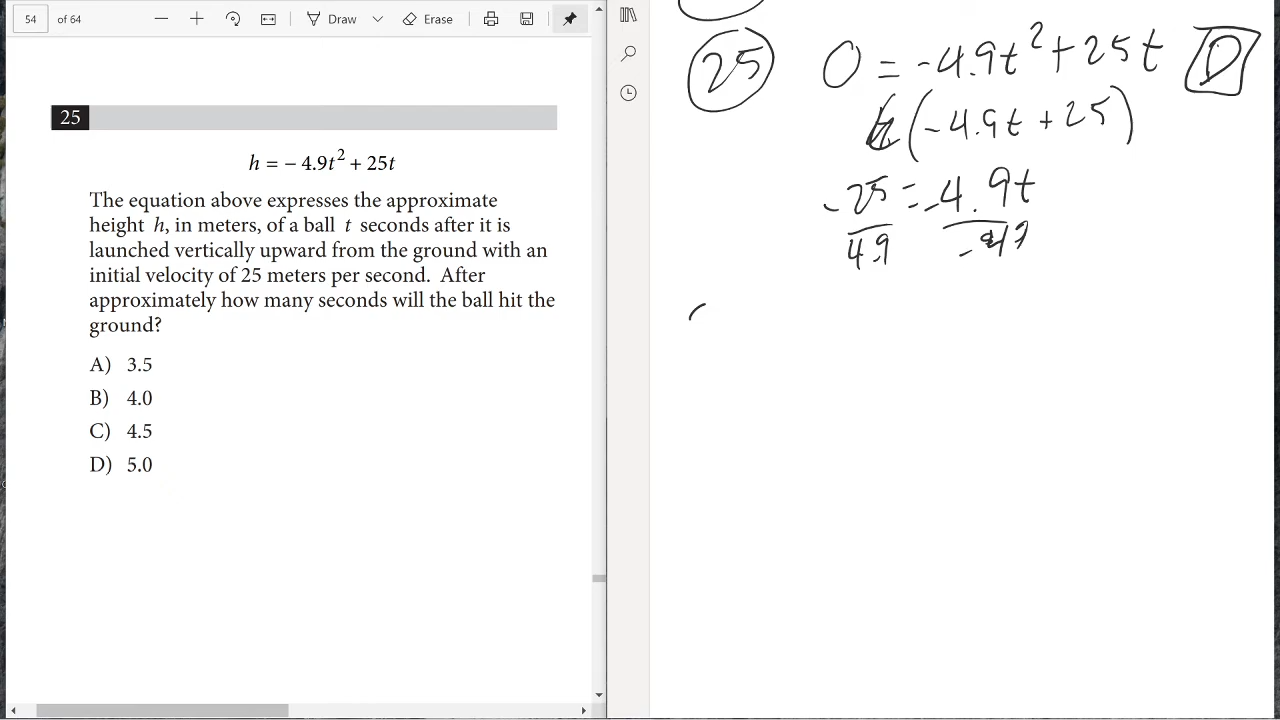 54 of 64 Draw Erase
25
h = − 4.9t² + 25t
The equation above expresses the approximate
height h, in meters, of a ball t seconds after it is
launched vertically upward from the ground with an
initial velocity of 25 meters per second. After
approximately how many seconds will the ball hit the
ground?
A) 3.5
B) 4.0
C) 4.5
D) 5.0
25 0 = -4.9t² + 25t D
(-4.9t + 25)
-25 = -4.9t
4.9